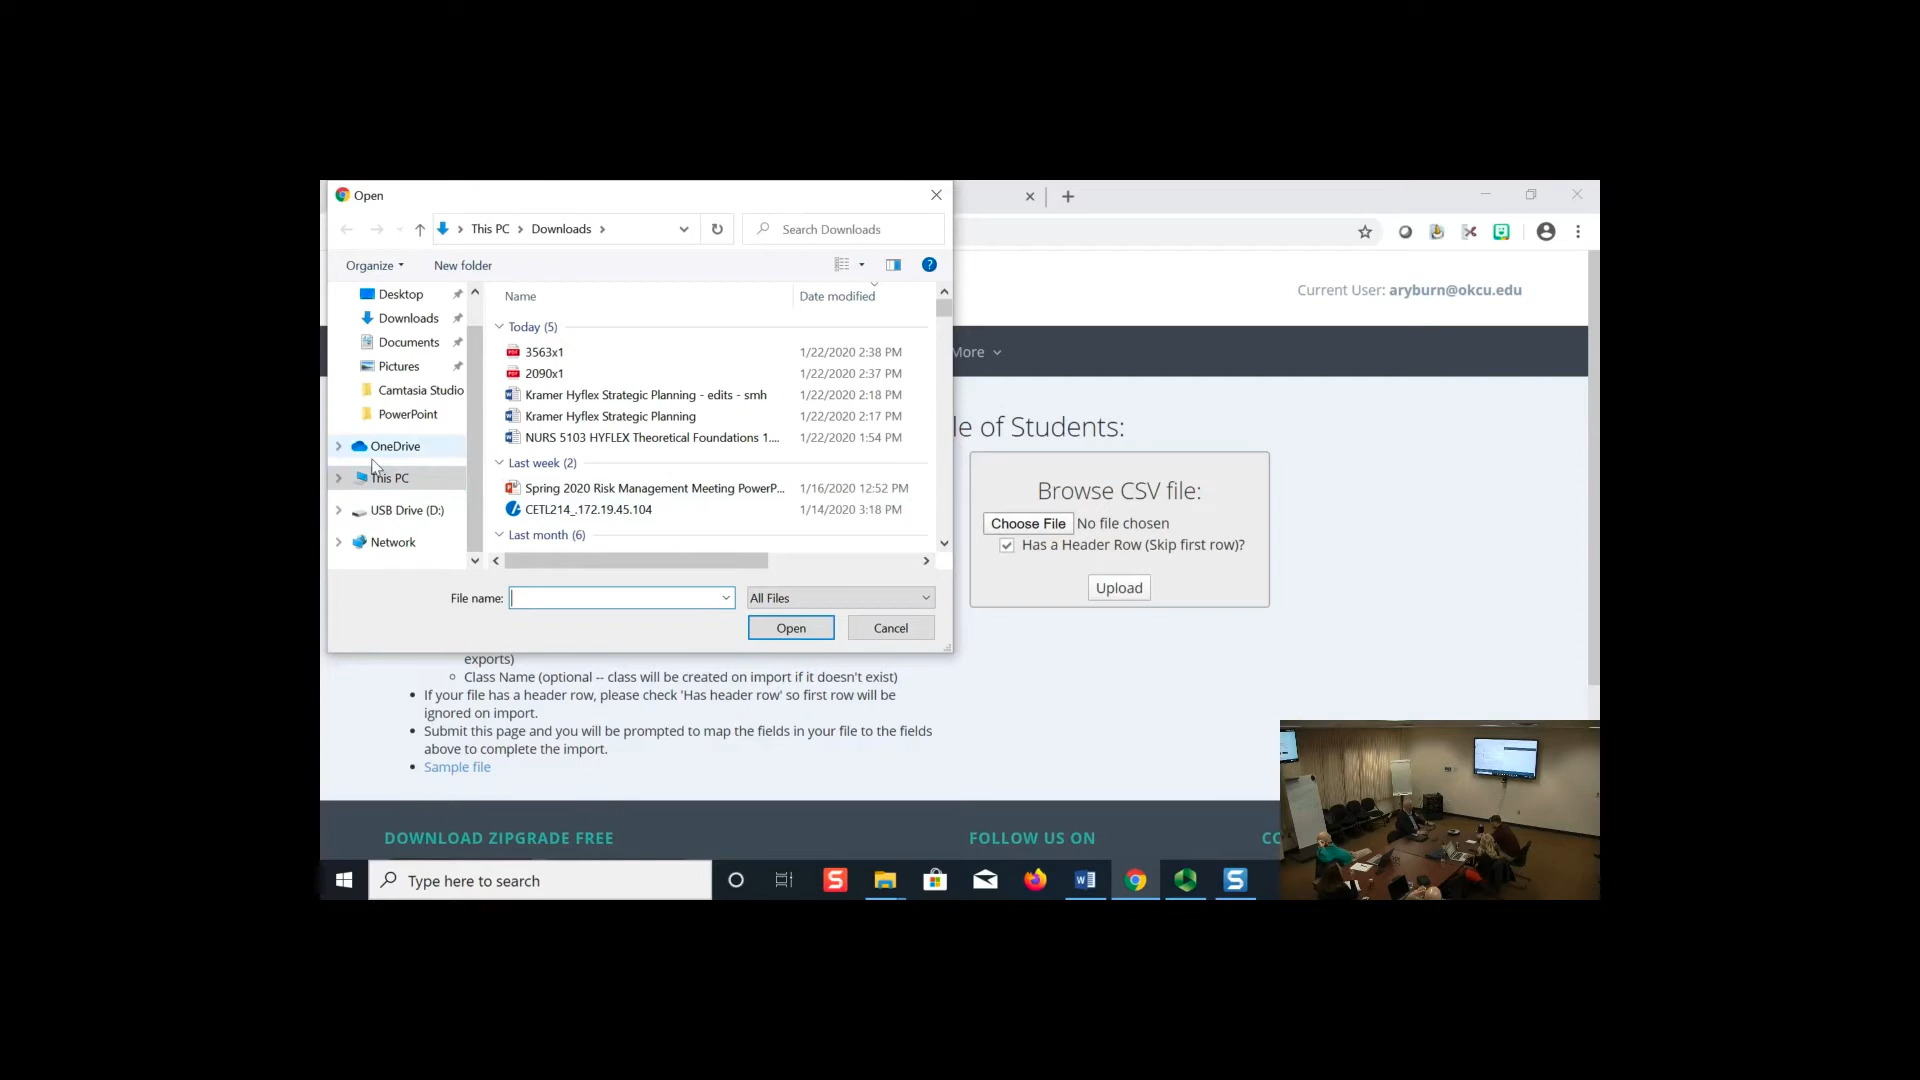 Open
This PC > Downloads >
Search Downloads
Organize
New folder
Desktop
Downloads
Documents
Pictures
Camtasia Studio
PowerPoint
OneDrive
This PC
USB Drive (D:)
Network
Name
Date modified
Today (5)
3563x1 1/22/2020 2:38 PM
2090x1 1/22/2020 2:37 PM
Kramer Hyflex Strategic Planning - edits - smh 1/22/2020 2:18 PM
Kramer Hyflex Strategic Planning 1/22/2020 2:17 PM
NURS 5103 HYFLEX Theoretical Foundations 1.... 1/22/2020 1:54 PM
Last week (2)
Spring 2020 Risk Management Meeting PowerP... 1/16/2020 12:52 PM
CETL214_.172.19.45.104 1/14/2020 3:18 PM
Last month (6)
File name:
All Files
Open
Cancel
Current User: aryburn@okcu.edu
More
le of Students:
Browse CSV file:
Choose File No file chosen
Has a Header Row (Skip first row)?
Upload
exports)
Class Name (optional -- class will be created on import if it doesn't exist)
If your file has a header row, please check 'Has header row' so first row will be
ignored on import.
Submit this page and you will be prompted to map the fields in your file to the fields
above to complete the import.
Sample file
DOWNLOAD ZIPGRADE FREE
FOLLOW US ON
CO
Type here to search